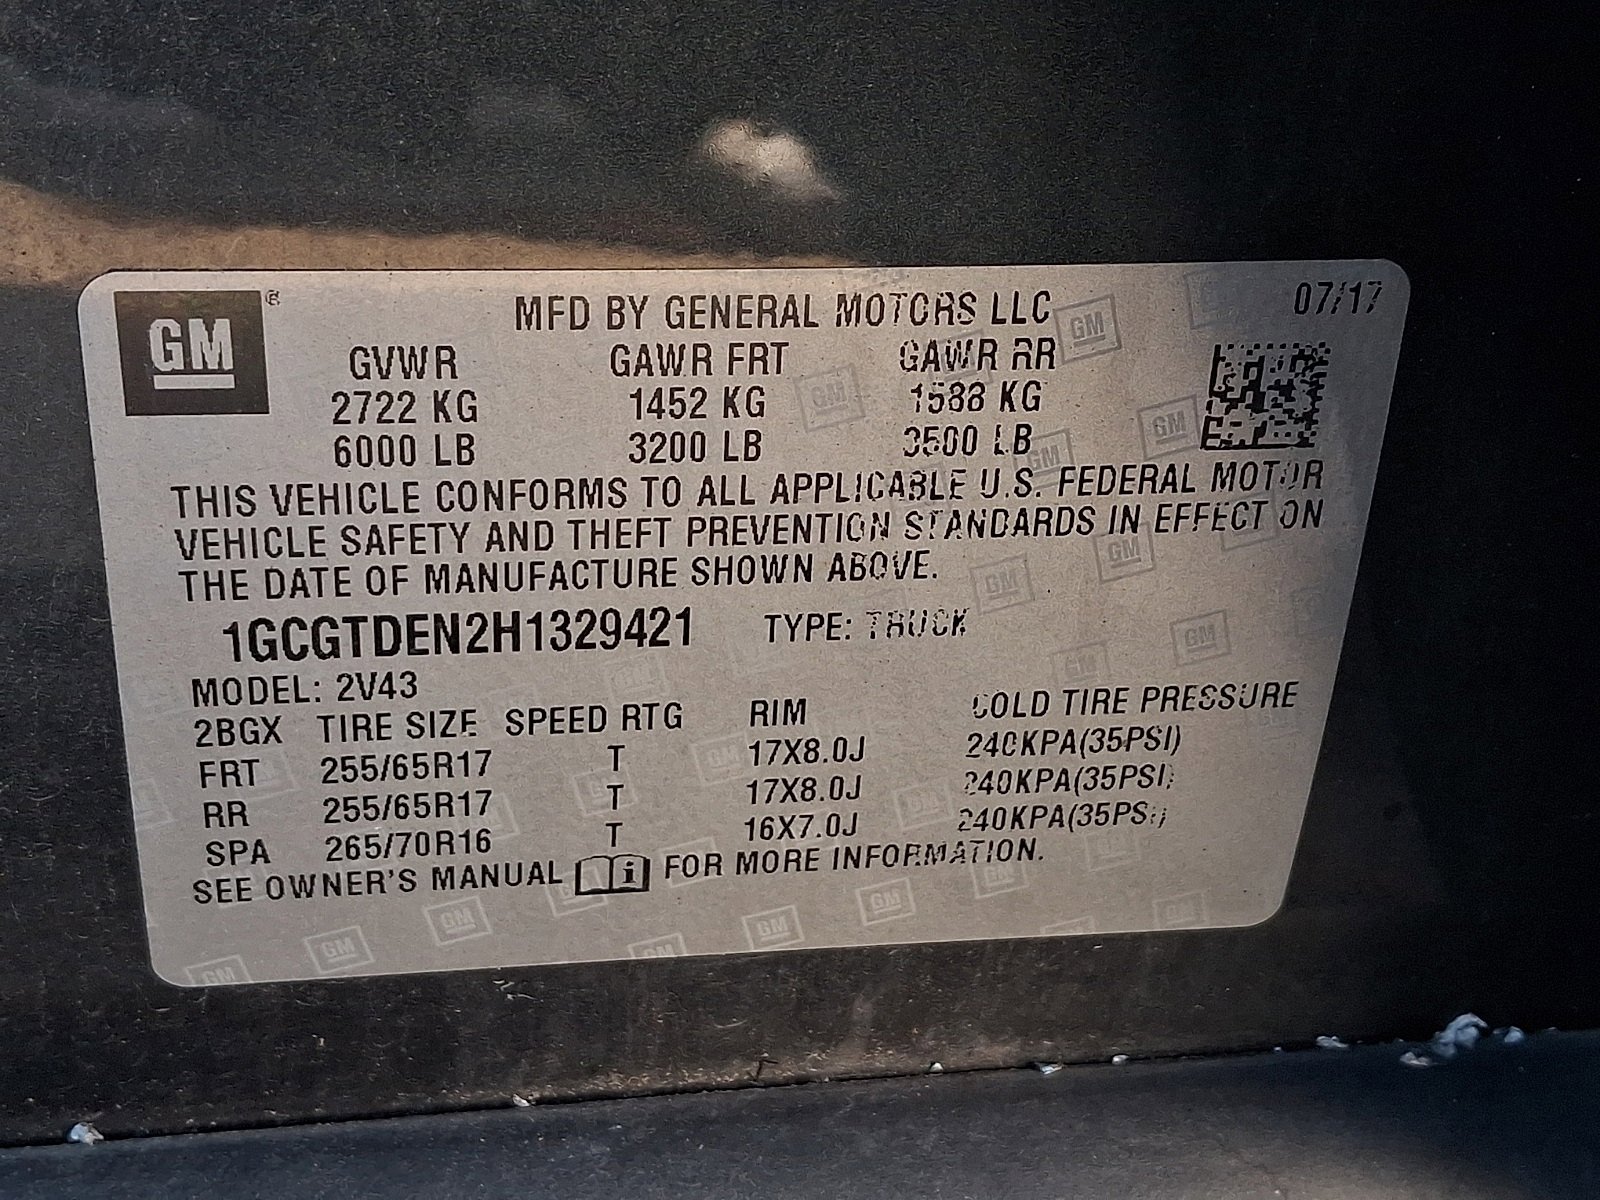 GM ®
MFD BY GENERAL MOTORS LLC 07/17
GVWR GAWR FRT GAWR RR
2722 KG 1452 KG 1588 KG
6000 LB 3200 LB 3500 LB
THIS VEHICLE CONFORMS TO ALL APPLICABLE U.S. FEDERAL MOTOR
VEHICLE SAFETY AND THEFT PREVENTION STANDARDS IN EFFECT ON
THE DATE OF MANUFACTURE SHOWN ABOVE.
1GCGTDEN2H1329421 TYPE: TRUCK
MODEL: 2V43
2BGX TIRE SIZE SPEED RTG RIM COLD TIRE PRESSURE
FRT 255/65R17 T 17X8.0J 240KPA(35PSI)
RR 255/65R17 T 17X8.0J 240KPA(35PSI)
SPA 265/70R16 T 16X7.0J 240KPA(35PSI)
SEE OWNER'S MANUAL i FOR MORE INFORMATION.